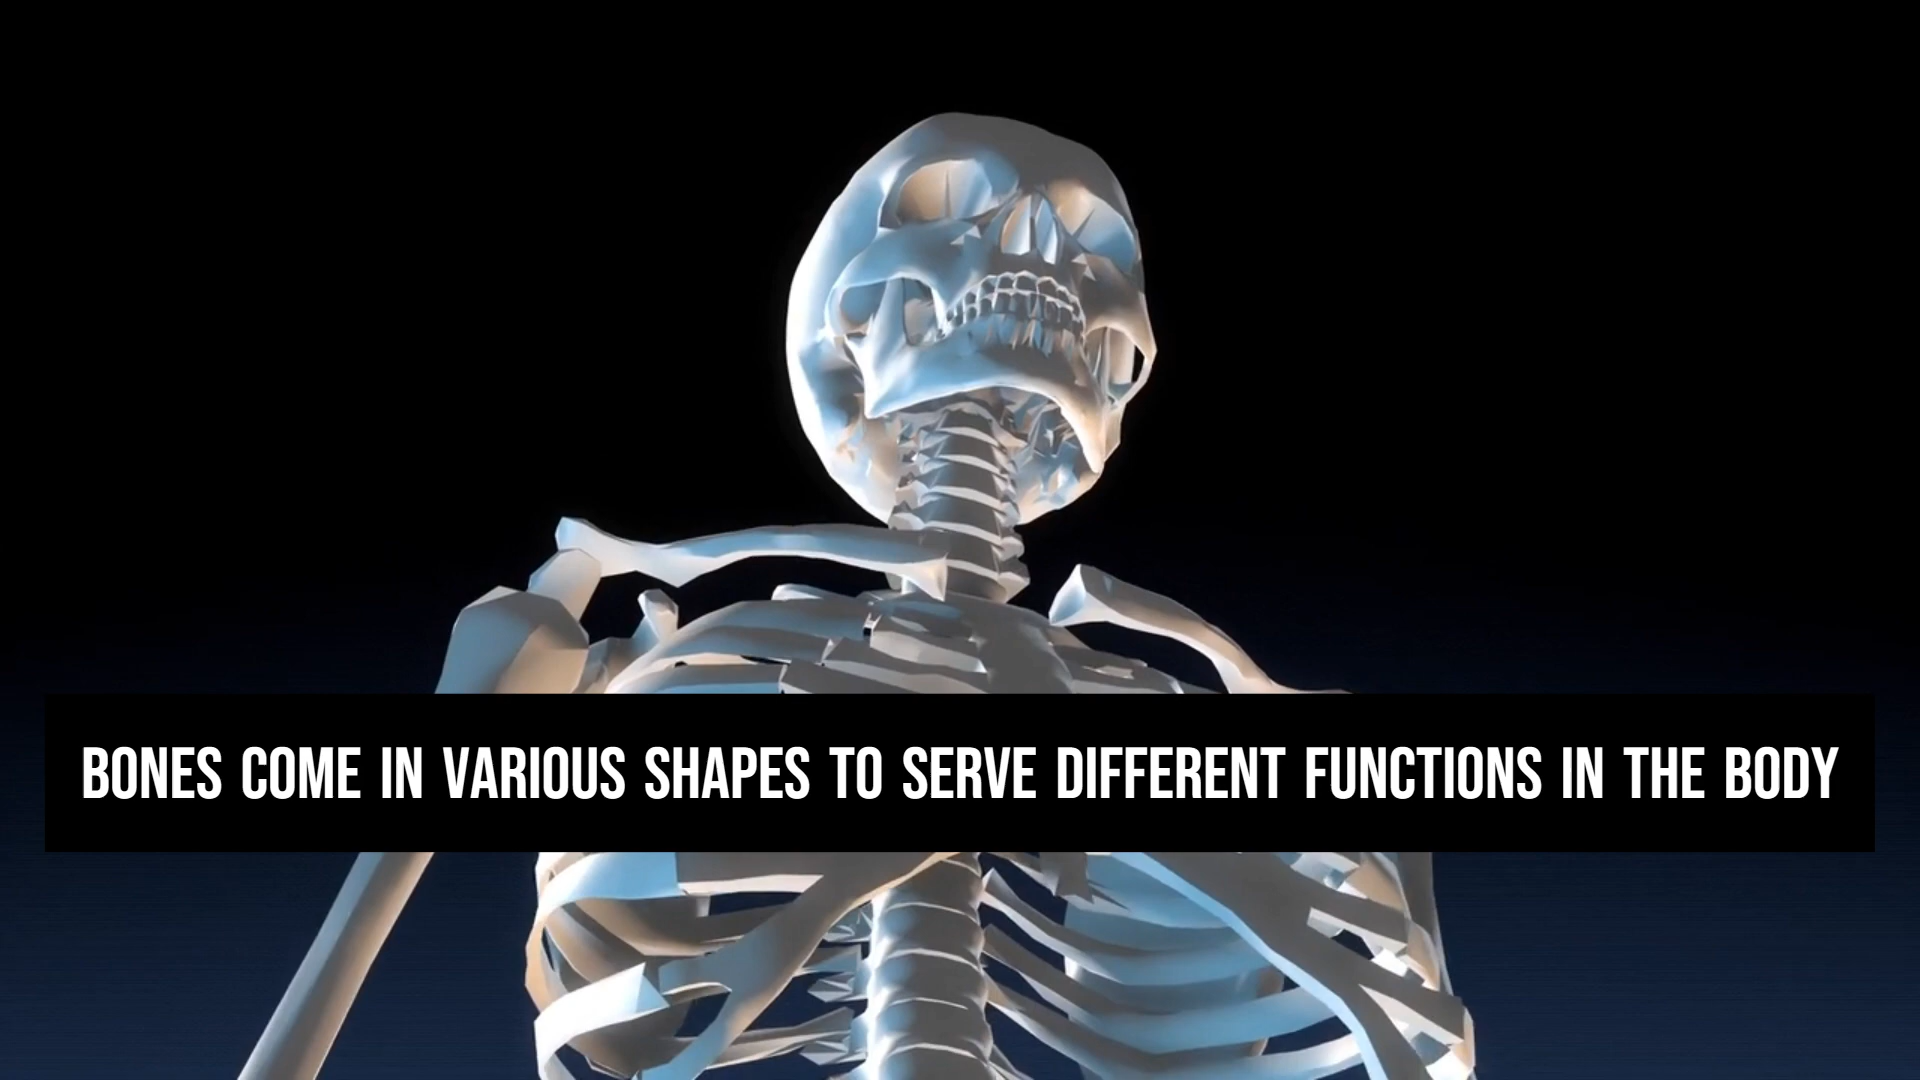 BONES COME IN VARIOUS SHAPES TO SERVE DIFFERENT FUNCTIONS IN THE BODY